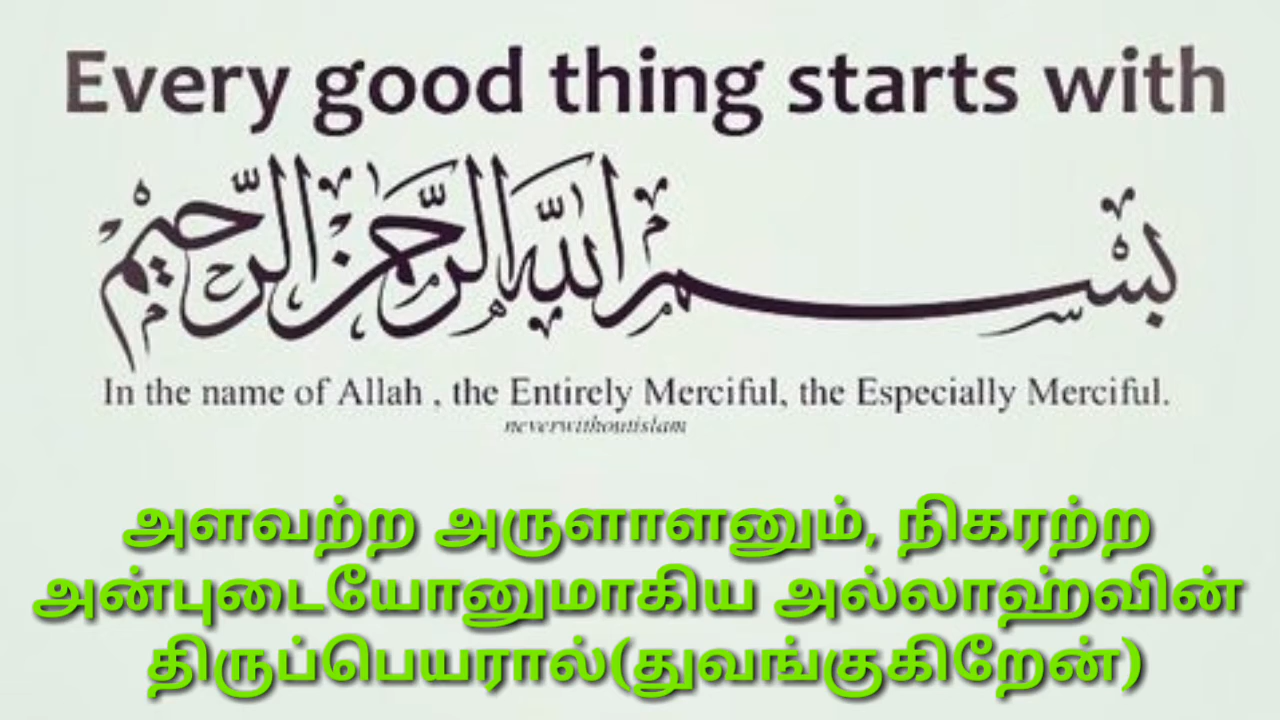 Every good thing starts with
بسم الله الرحمن الرحيم
In the name of Allah , the Entirely Merciful, the Especially Merciful.
neverwithoutislam
அளவற்ற அருளாளனும், நிகரற்ற
அன்புடையோனுமாகிய அல்லாஹ்வின்
திருப்பெயரால்(துவங்குகிறேன்)